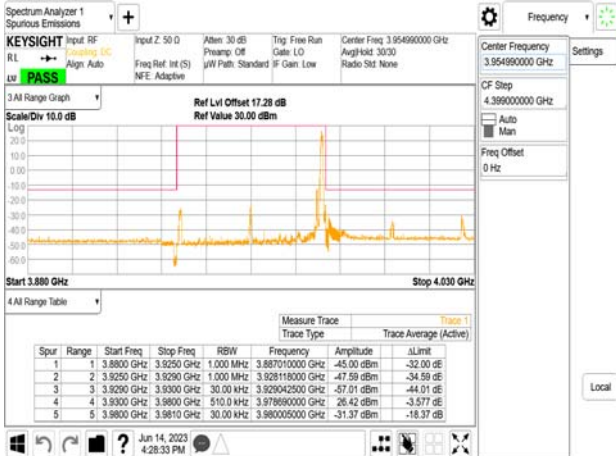 Spectrum Analyzer 1
Spurious Emissions
Frequency
KEYSIGHT Input: RF Input Z: 50 Ω Atten: 30 dB Trig: Free Run Center Freq: 3.954990000 GHz
RL Coupling: DC Preamp: Off Gate: LO Avg|Hold: 30/30
Align: Auto Freq Ref: Int (S) µW Path: Standard IF Gain: Low Radio Std: None
NFE: Adaptive
LV PASS
Center Frequency
3.954990000 GHz
Settings
CF Step
4.399000000 GHz
Auto
Man
Freq Offset
0 Hz
Local
3 All Range Graph
Ref Lvl Offset 17.28 dB
Scale/Div 10.0 dB Ref Value 30.00 dBm
Log
20.0
10.0
0.00
-10.0
-20.0
-30.0
-40.0
-50.0
-60.0
Start 3.880 GHz Stop 4.030 GHz
4 All Range Table
Measure Trace Trace 1
Trace Type Trace Average (Active)
Spur Range Start Freq Stop Freq RBW Frequency Amplitude ΔLimit
1 1 3.8800 GHz 3.9250 GHz 1.000 MHz 3.887010000 GHz -45.00 dBm -32.00 dB
2 2 3.9250 GHz 3.9290 GHz 1.000 MHz 3.928118000 GHz -47.59 dBm -34.59 dB
3 3 3.9290 GHz 3.9300 GHz 30.00 kHz 3.929042500 GHz -57.01 dBm -44.01 dB
4 4 3.9300 GHz 3.9800 GHz 510.0 kHz 3.978690000 GHz 26.42 dBm -3.577 dB
5 5 3.9800 GHz 3.9810 GHz 30.00 kHz 3.980005000 GHz -31.37 dBm -18.37 dB
Jun 14, 2023
4:28:33 PM